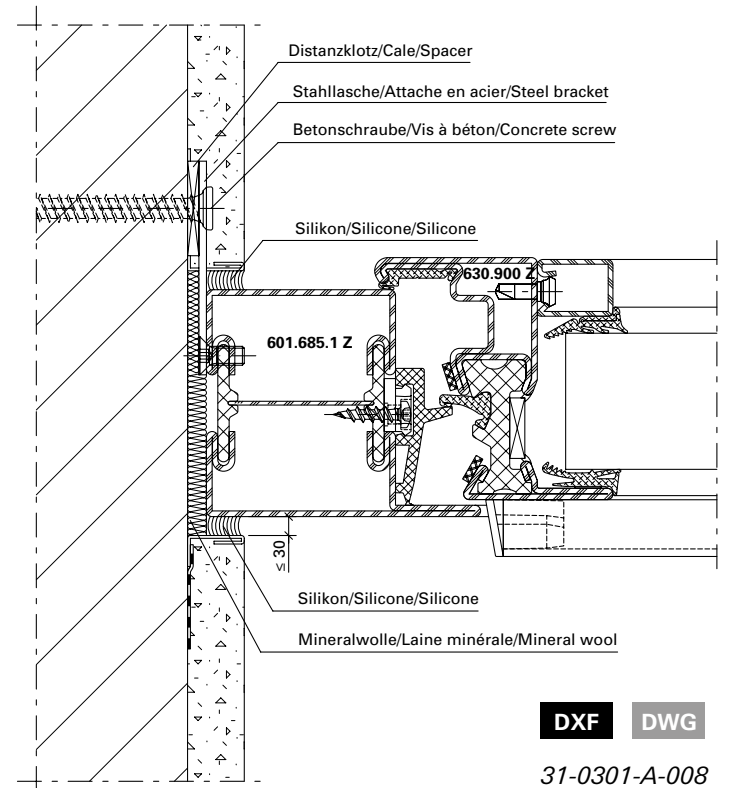 Distanzklotz/Cale/Spacer
Stahllasche/Attache en acier/Steel bracket
Betonschraube/Vis à béton/Concrete screw
Silikon/Silicone/Silicone
630.900 Z
601.685.1 Z
≤ 30
Silikon/Silicone/Silicone
Mineralwolle/Laine minérale/Mineral wool
DXF DWG
31-0301-A-008